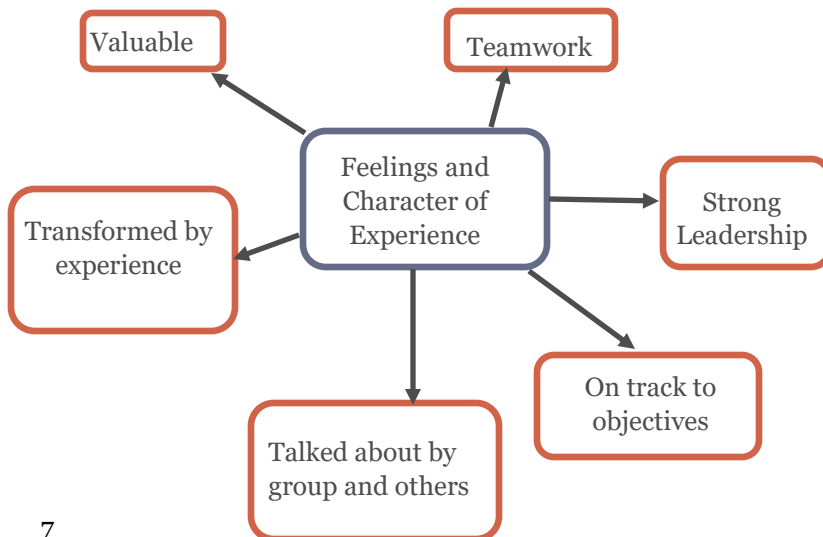 Valuable
Teamwork
Feelings and
Character of
Experience
Strong
Leadership
Transformed by
experience
On track to
objectives
Talked about by
group and others
7